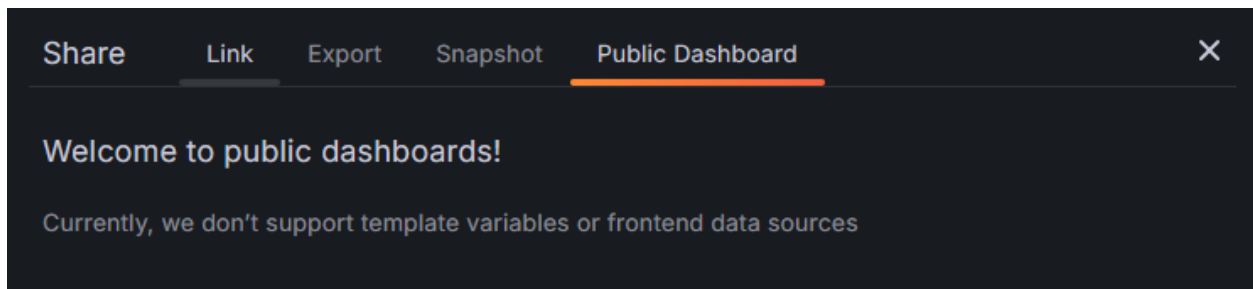 Share Link Export Snapshot Public Dashboard
Welcome to public dashboards!
Currently, we don’t support template variables or frontend data sources